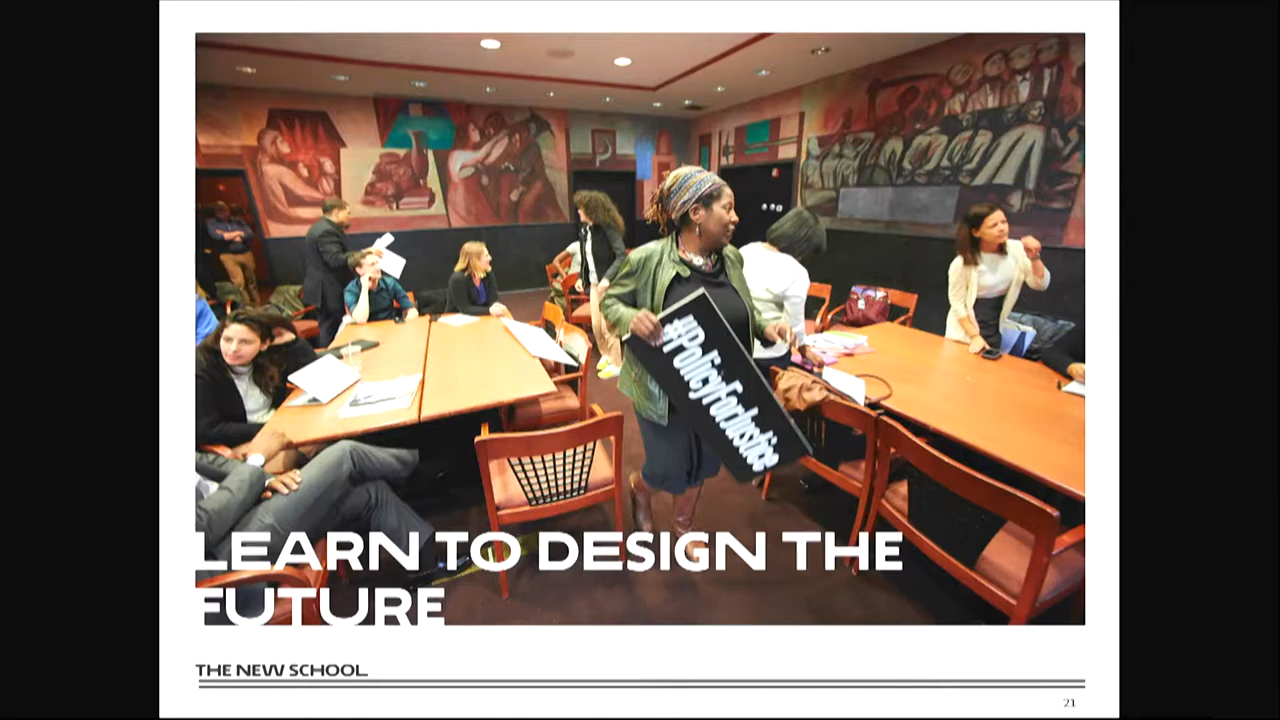 #PolicyForJustice
LEARN TO DESIGN THE
FUTURE
THE NEW SCHOOL
21